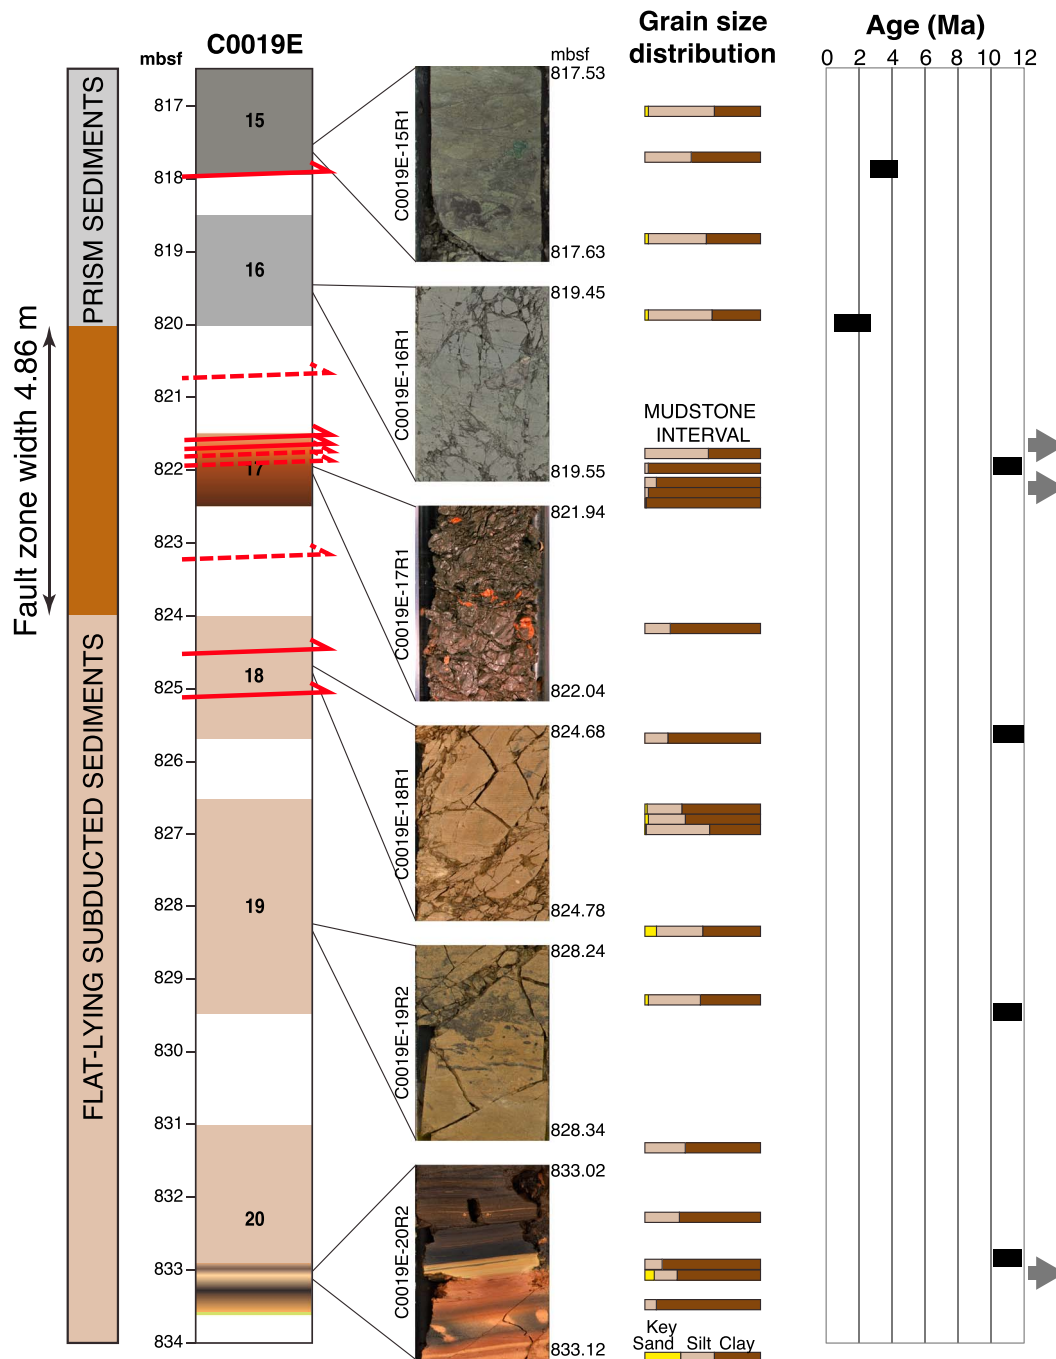 C0019E
Grain size
distribution
Age (Ma)
mbsf
mbsf
0 2 4 6 8 10 12
PRISM SEDIMENTS
FLAT-LYING SUBDUCTED SEDIMENTS
Fault zone width 4.86 m
817
818
819
820
821
822
823
824
825
826
827
828
829
830
831
832
833
834
15
16
17
18
19
20
C0019E-15R1
817.53
817.63
C0019E-16R1
819.45
819.55
C0019E-17R1
821.94
822.04
C0019E-18R1
824.68
824.78
C0019E-19R2
828.24
828.34
C0019E-20R2
833.02
833.12
MUDSTONE
INTERVAL
Key
Sand Silt Clay